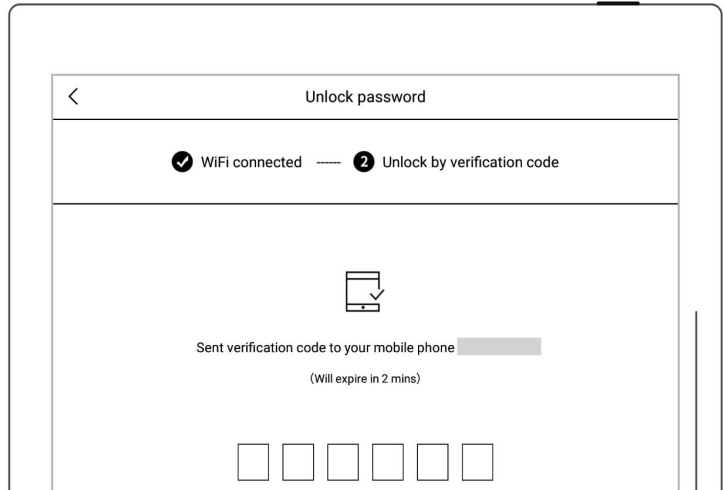 Unlock password
WiFi connected ------ 2 Unlock by verification code
Sent verification code to your mobile phone
(Will expire in 2 mins)